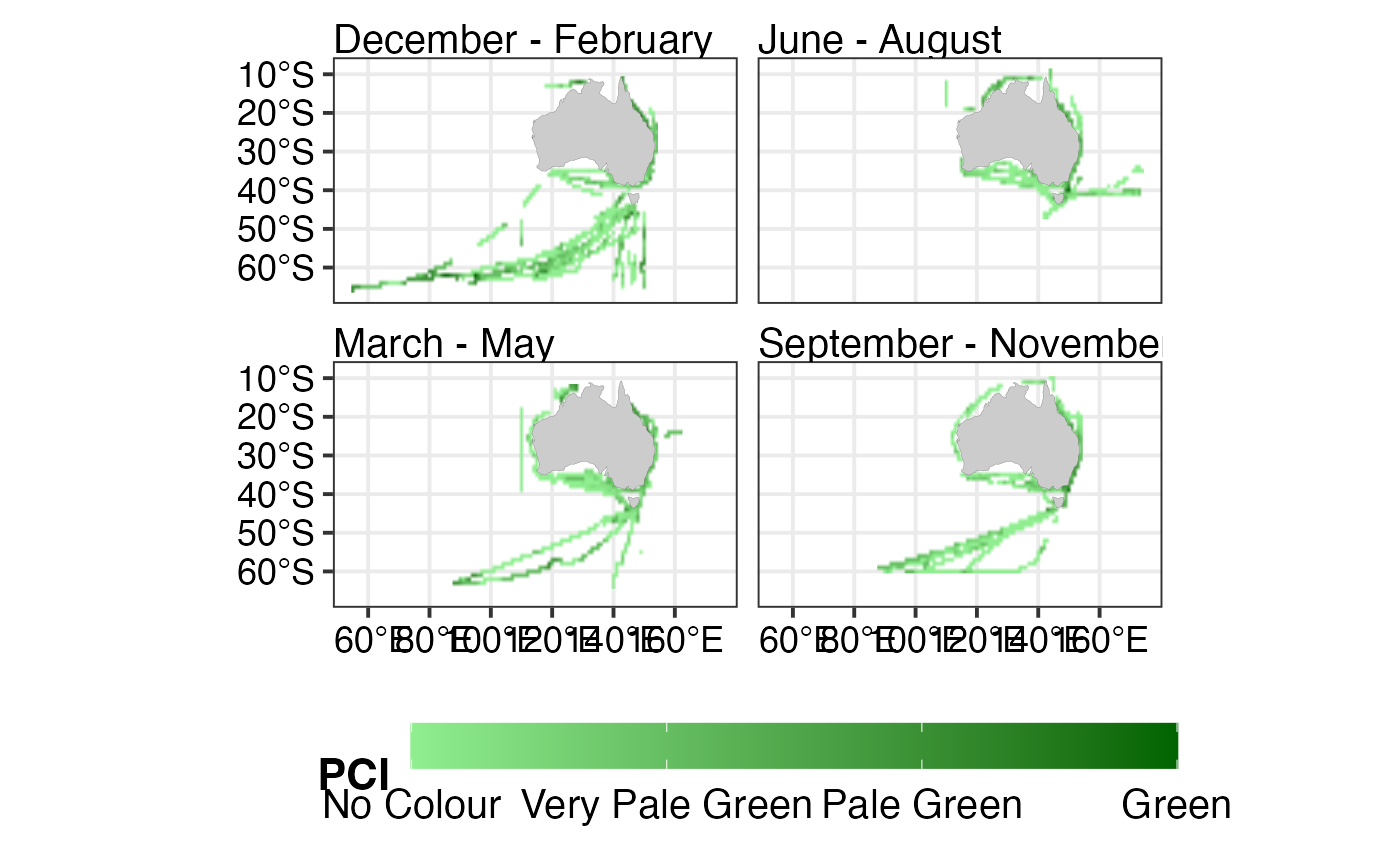 December - February June - August
10°S
20°S
30°S
40°S
50°S
60°S
March - May September - November
10°S
20°S
30°S
40°S
50°S
60°S
60°E 80°E 100°E 120°E 140°E 160°E 60°E 80°E 100°E 120°E 140°E 160°E
PCI
No Colour Very Pale Green Pale Green Green